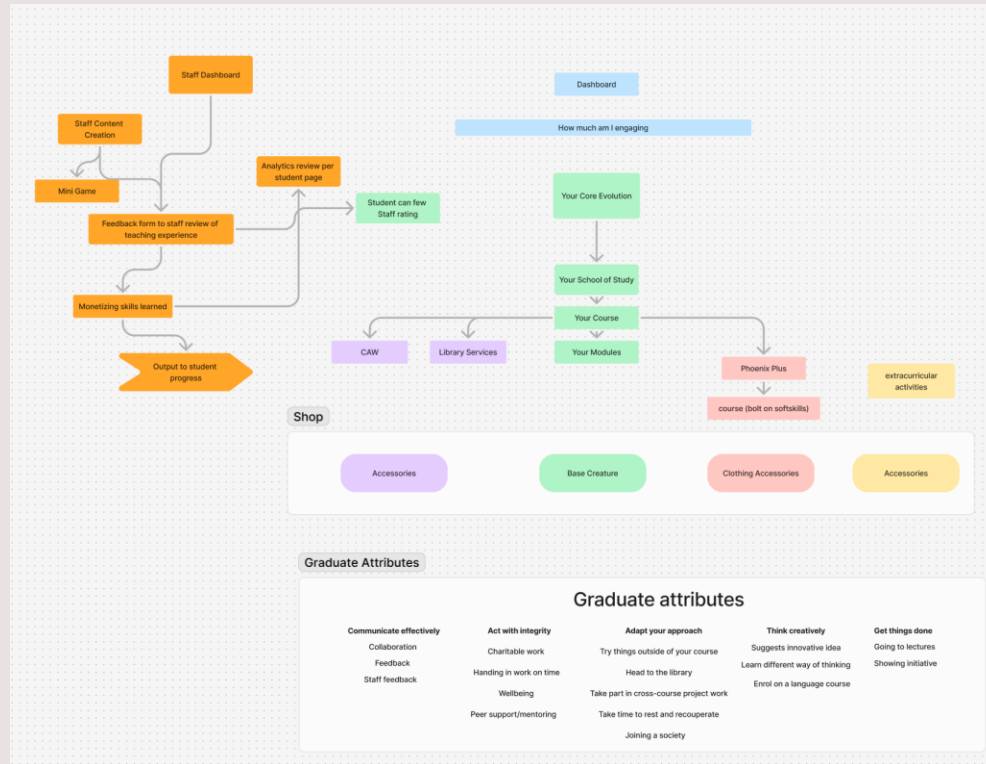 Staff Dashboard
Dashboard
Staff Content
Creation
How much am I engaging
Analytics review per
student page
Mini Game
Your Core Evolution
Student can few
Staff rating
Feedback form to staff review of
teaching experience
Your School of Study
Monetizing skills learned
Your Course
CAW
Library Services
Your Modules
Output to student
progress
Phoenix Plus
extracurricular
activities
course (bolt on softskills)
Shop
Accessories
Base Creature
Clothing Accessories
Accessories
Graduate Attributes
Graduate attributes
Communicate effectively
Collaboration
Feedback
Staff feedback
Act with integrity
Charitable work
Handing in work on time
Wellbeing
Peer support/mentoring
Adapt your approach
Try things outside of your course
Head to the library
Take part in cross-course project work
Take time to rest and recouperate
Joining a society
Think creatively
Suggests innovative idea
Learn different way of thinking
Enrol on a language course
Get things done
Going to lectures
Showing initiative